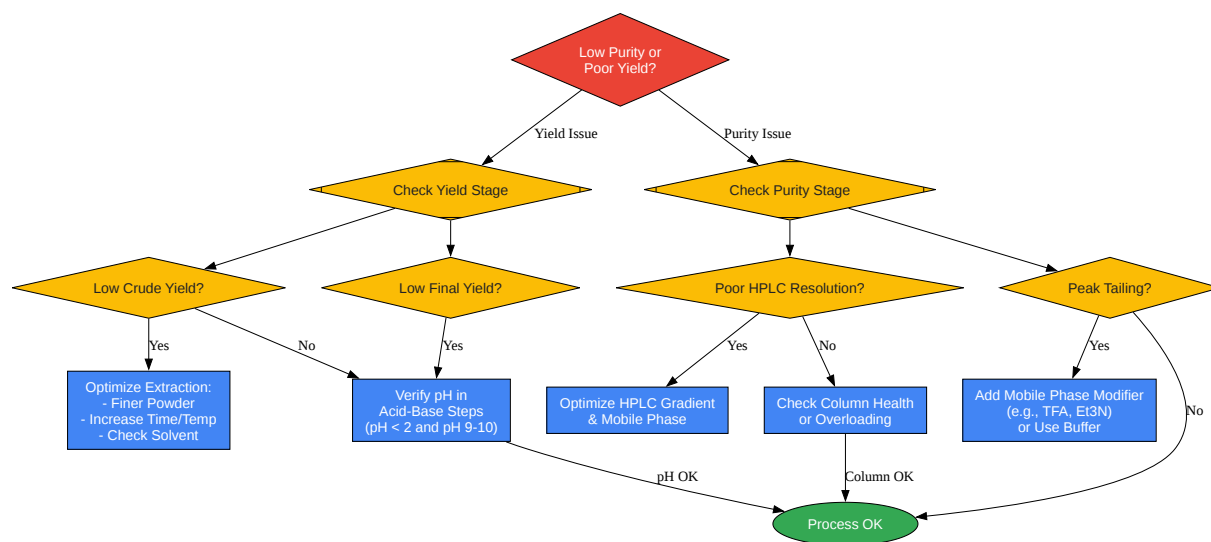 Low Purity or
Poor Yield?
Yield Issue
Purity Issue
Check Yield Stage
Check Purity Stage
Low Crude Yield?
Low Final Yield?
Poor HPLC Resolution?
Peak Tailing?
Yes
No
Yes
Yes
No
Yes
No
Optimize Extraction:
- Finer Powder
- Increase Time/Temp
- Check Solvent
Verify pH in
Acid-Base Steps
(pH < 2 and pH 9-10)
Optimize HPLC Gradient
& Mobile Phase
Check Column Health
or Overloading
Add Mobile Phase Modifier
(e.g., TFA, Et3N)
or Use Buffer
pH OK
Column OK
Process OK